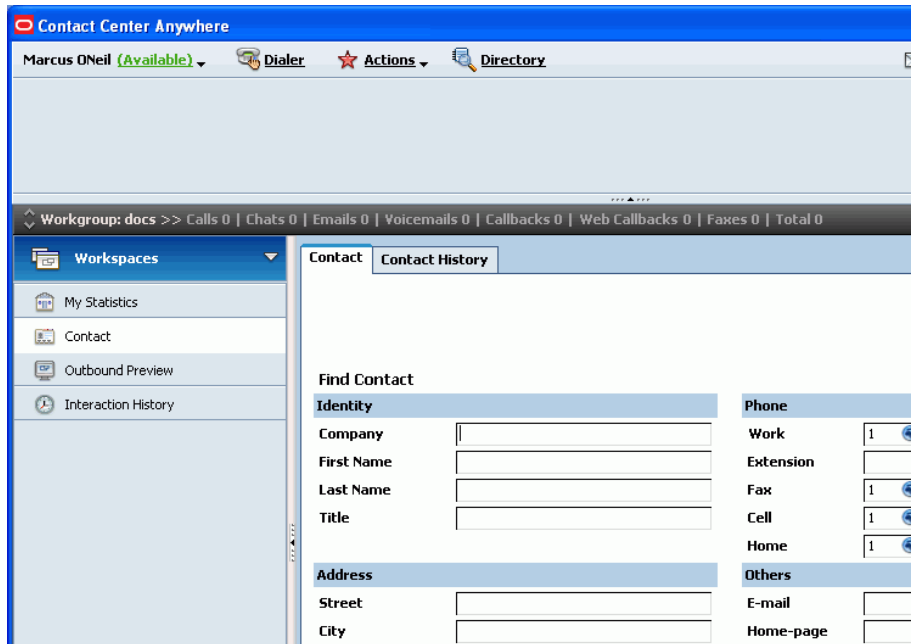 Contact Center Anywhere
Marcus ONeil (Available) Dialer Actions Directory
Workgroup: docs >> Calls 0 | Chats 0 | Emails 0 | Voicemails 0 | Callbacks 0 | Web Callbacks 0 | Faxes 0 | Total 0
Workspaces
My Statistics
Contact
Outbound Preview
Interaction History
Contact Contact History
Find Contact
Identity Phone
Company Work 1
First Name Extension
Last Name Fax 1
Title Cell 1
Home 1
Address Others
Street E-mail
City Home-page